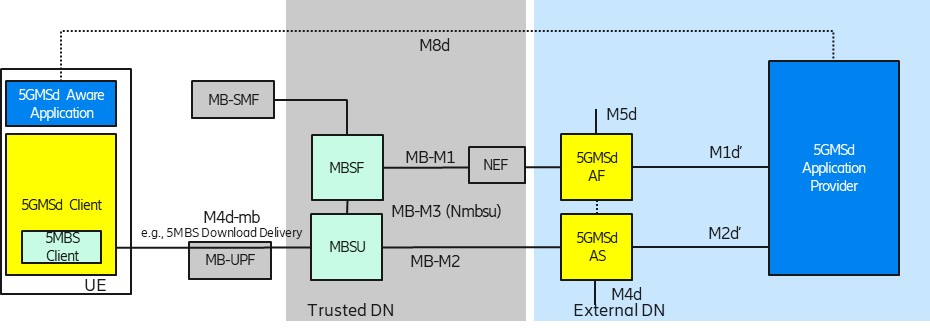 M8d
5GMSd Aware
Application
MB-SMF
M5d
MBSF
MB-M1
NEF
5GMSd
AF
M1d'
5GMSd
Application
Provider
5GMSd Client
M4d-mb
e.g., 5MBS Download Delivery
MB-M3 (Nmbsu)
5MBS
Client
MB-UPF
MBSU
MB-M2
5GMSd
AS
M2d'
UE
M4d
Trusted DN
External DN